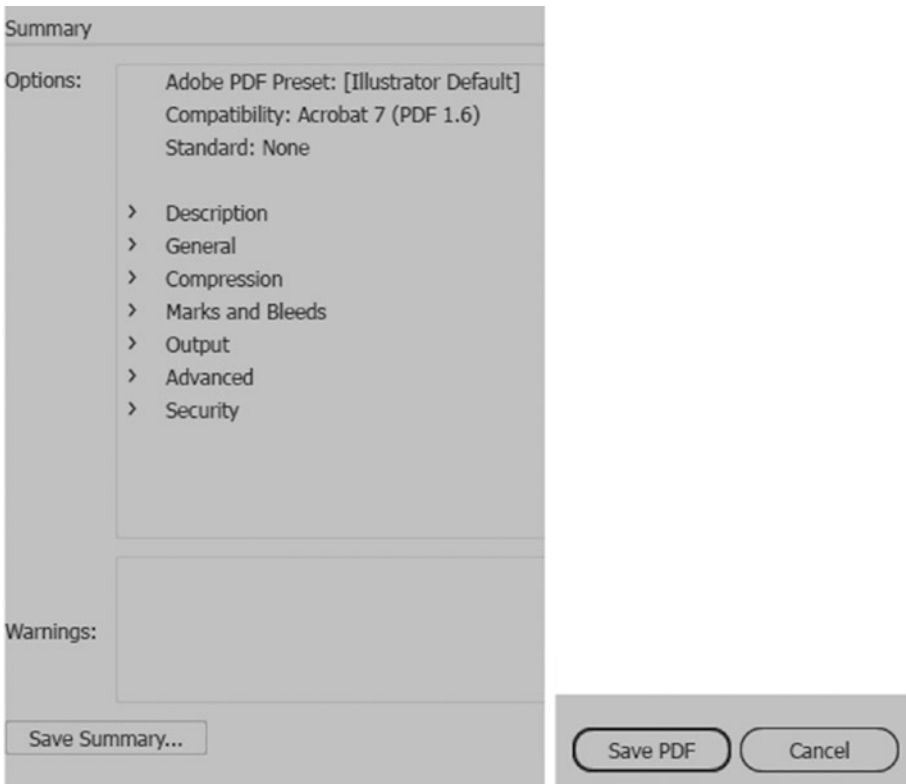 Summary
Options:
Adobe PDF Preset: [Illustrator Default]
Compatibility: Acrobat 7 (PDF 1.6)
Standard: None
Description
General
Compression
Marks and Bleeds
Output
Advanced
Security
Warnings:
Save Summary...
Save PDF
Cancel